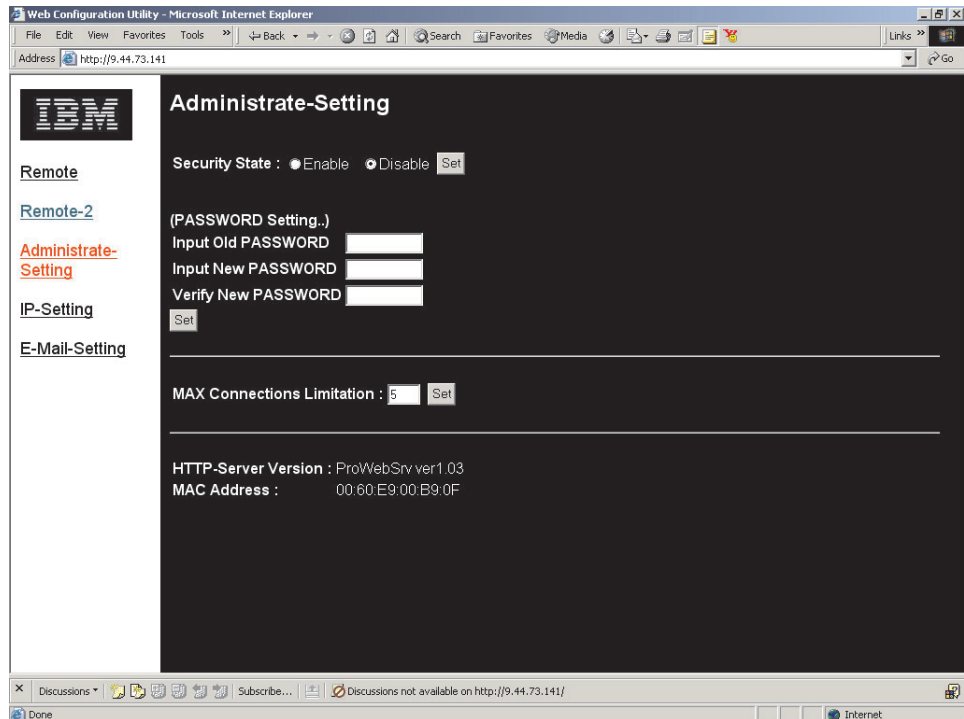 Web Configuration Utility - Microsoft Internet Explorer
File Edit View Favorites Tools » Back Search Favorites Media Links »
Address http://9.44.73.141 Go
IBM
Remote
Remote-2
Administrate-
Setting
IP-Setting
E-Mail-Setting
Administrate-Setting
Security State : Enable Disable Set
(PASSWORD Setting..)
Input Old PASSWORD
Input New PASSWORD
Verify New PASSWORD
Set
MAX Connections Limitation : 5 Set
HTTP-Server Version : ProWebSrv ver1.03
MAC Address : 00:60:E9:00:B9:0F
Discussions Subscribe... Discussions not available on http://9.44.73.141/
Done Internet